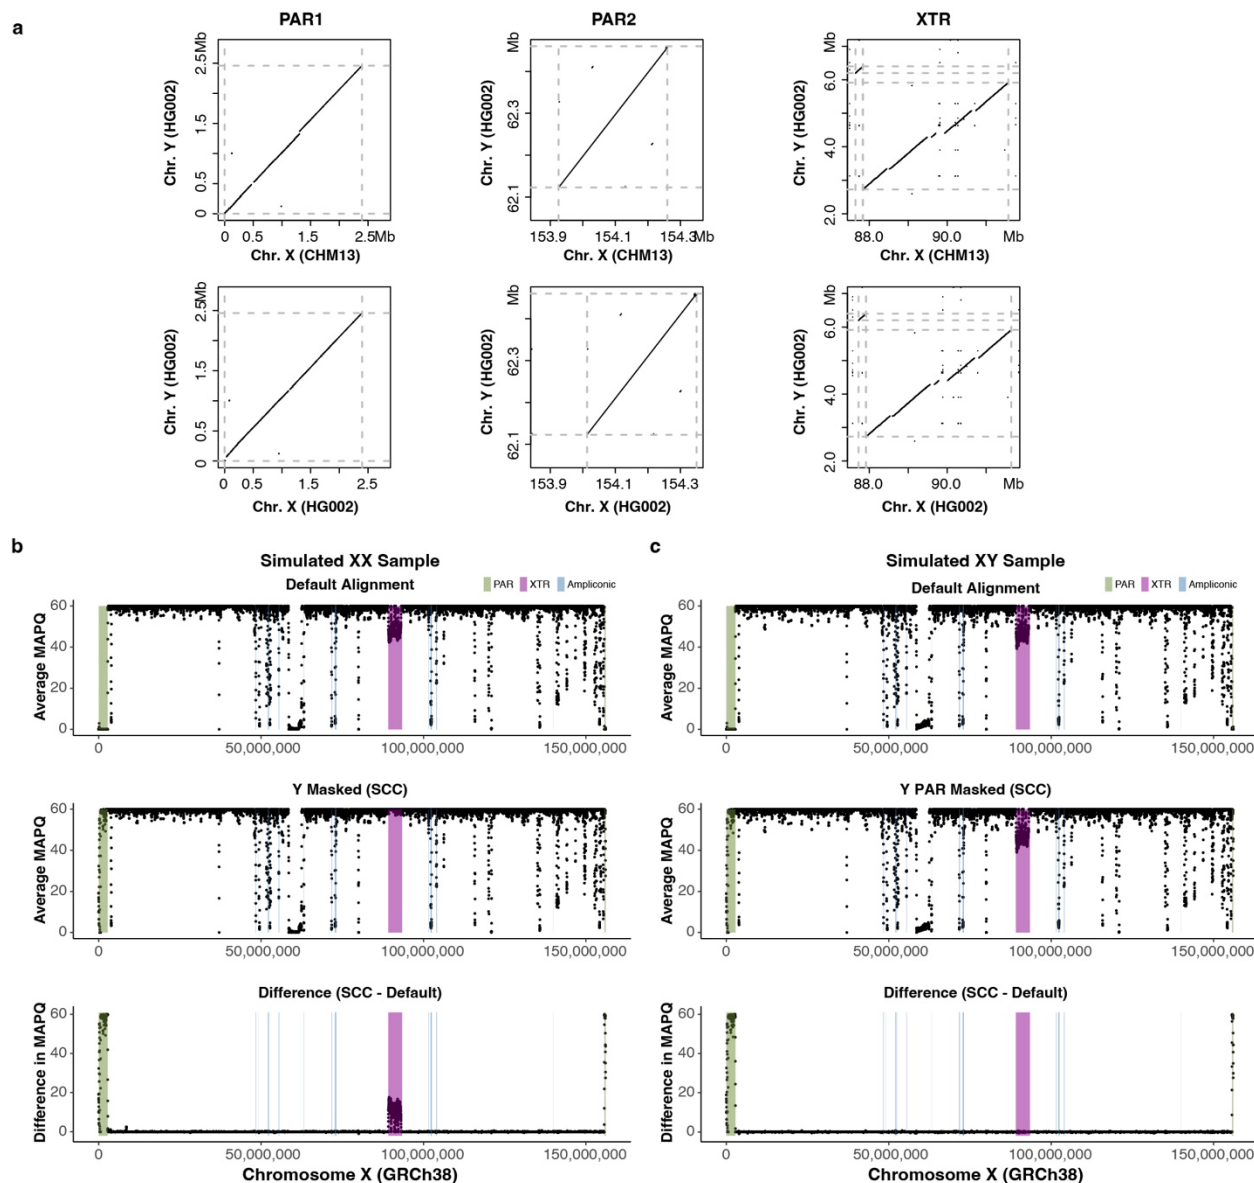 a
PAR1
PAR2
XTR
Chr. Y (HG002)
0 0.5 1.5 2.5Mb
0 0.5 1.5 2.5Mb
Chr. X (CHM13)
Chr. Y (HG002)
62.1 62.3 Mb
153.9 154.1 154.3Mb
Chr. X (CHM13)
Chr. Y (HG002)
2.0 4.0 6.0 Mb
88.0 90.0 Mb
Chr. X (CHM13)
Chr. Y (HG002)
0 0.5 1.5 2.5Mb
0 0.5 1.5 2.5
Chr. X (HG002)
Chr. Y (HG002)
62.1 62.3 Mb
153.9 154.1 154.3
Chr. X (HG002)
Chr. Y (HG002)
2.0 4.0 6.0 Mb
88.0 90.0 Mb
Chr. X (HG002)
b
Simulated XX Sample
Default Alignment
PAR XTR Ampliconic
Average MAPQ
60
40
20
0
0 50,000,000 100,000,000 150,000,000
Y Masked (SCC)
Average MAPQ
60
40
20
0
0 50,000,000 100,000,000 150,000,000
Difference (SCC - Default)
Difference in MAPQ
60
40
20
0
0 50,000,000 100,000,000 150,000,000
Chromosome X (GRCh38)
c
Simulated XY Sample
Default Alignment
PAR XTR Ampliconic
Average MAPQ
60
40
20
0
0 50,000,000 100,000,000 150,000,000
Y PAR Masked (SCC)
Average MAPQ
60
40
20
0
0 50,000,000 100,000,000 150,000,000
Difference (SCC - Default)
Difference in MAPQ
60
40
20
0
0 50,000,000 100,000,000 150,000,000
Chromosome X (GRCh38)